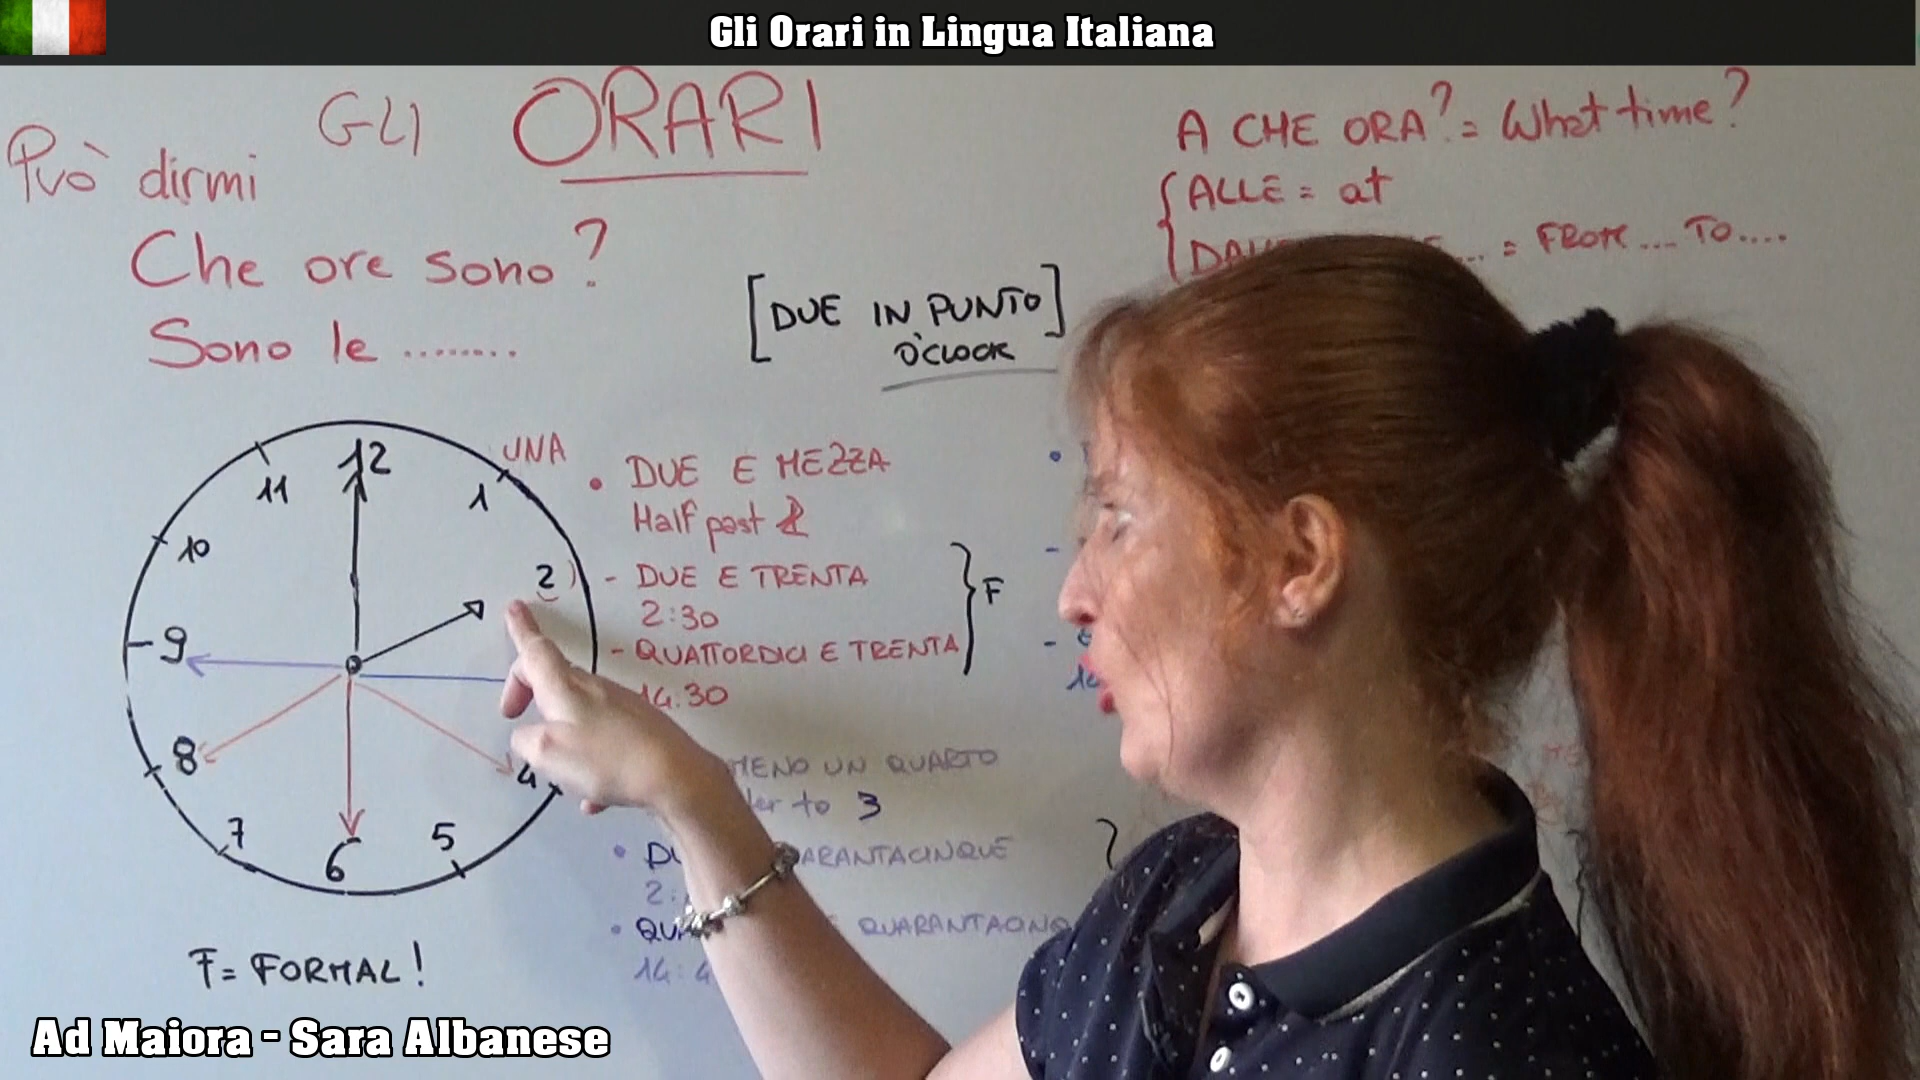 Gli Orari in Lingua Italiana
GLI ORARI
Può dirmi
Che ore sono?
Sono le ........
A CHE ORA? = What time?
ALLE = at
... = FROM .... TO ....
[DUE IN PUNTO]
O'CLOCK
12
11
1
UNA
10
2
9
8
4
7
5
6
• DUE E MEZZA
Half past 2
- DUE E TRENTA
2:30
- QUATTORDICI E TRENTA
14.30
F
MENO UN QUARTO
to 3
F = FORMAL!
Ad Maiora - Sara Albanese